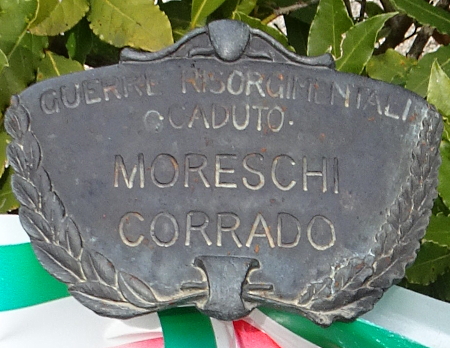 GUERRE RISORGIMENTALI
CADUTO
MORESCHI
CORRADO